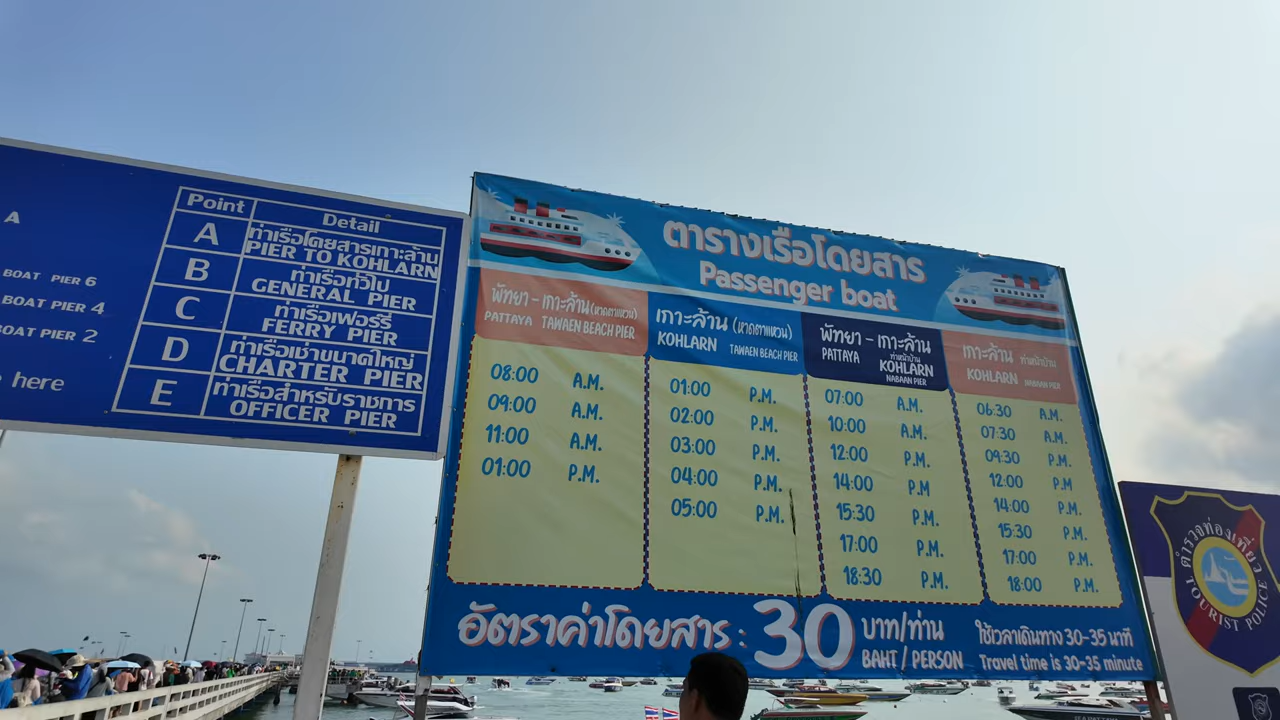 A
BOAT PIER 6
BOAT PIER 4
BOAT PIER 2
here
Point Detail
A ท่าเรือโดยสารเกาะล้าน
PIER TO KOHLARN
B ท่าเรือทั่วไป
GENERAL PIER
C ท่าเรือเฟอร์รี่
FERRY PIER
D ท่าเรือเช่าขนาดใหญ่
CHARTER PIER
E ท่าเรือสำหรับราชการ
OFFICER PIER
ตารางเรือโดยสาร
Passenger boat
พัทยา - เกาะล้าน (หาดตาแหวน)
PATTAYA TAWAEN BEACH PIER
08:00 A.M.
09:00 A.M.
11:00 A.M.
01:00 P.M.
เกาะล้าน (หาดตาแหวน)
KOHLARN TAWAEN BEACH PIER
01:00 P.M.
02:00 P.M.
03:00 P.M.
04:00 P.M.
05:00 P.M.
พัทยา - เกาะล้าน
ท่าหน้าบ้าน
PATTAYA KOHLARN
NABAAN PIER
07:00 A.M.
10:00 A.M.
12:00 P.M.
14:00 P.M.
15:30 P.M.
17:00 P.M.
18:30 P.M.
เกาะล้าน ท่าหน้าบ้าน
KOHLARN NABAAN PIER
06:30 A.M.
07:30 A.M.
09:30 P.M.
12:00 P.M.
14:00 P.M.
15:30 P.M.
17:00 P.M.
18:00 P.M.
อัตราค่าโดยสาร : 30 บาท/ท่าน
BAHT / PERSON
ใช้เวลาเดินทาง 30-35 นาที
Travel time is 30-35 minute
ตำรวจท่องเที่ยว
TOURIST POLICE